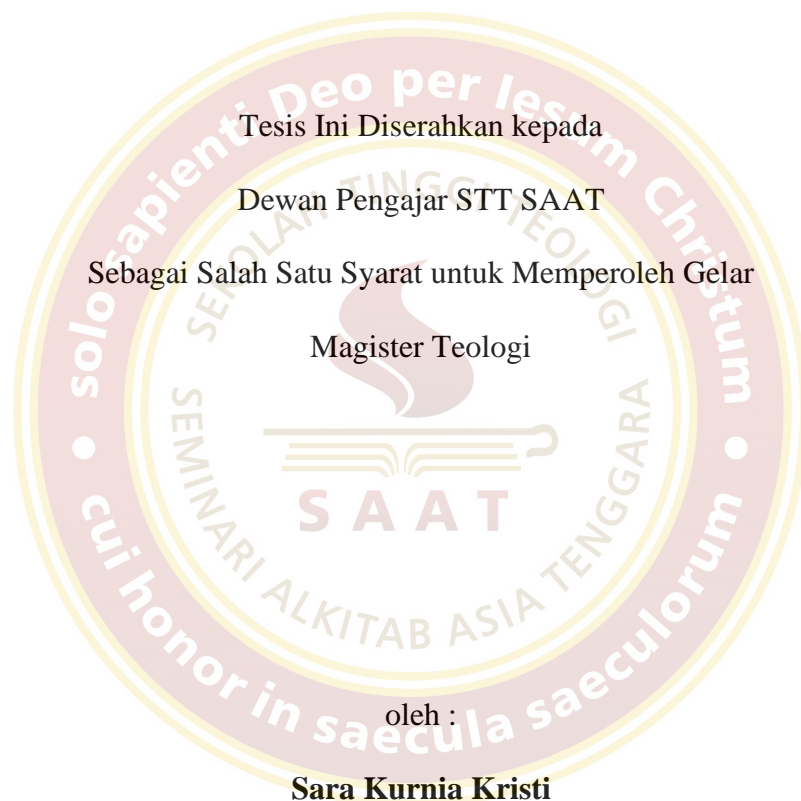 Tesis Ini Diserahkan kepada
Dewan Pengajar STT SAAT
Sebagai Salah Satu Syarat untuk Memperoleh Gelar
Magister Teologi
oleh :
Sara Kurnia Kristi
solo sapienti Deo per Iesum Christum
cui honor in saecula saeculorum
SEKOLAH TINGGI TEOLOGI
SEMINARI ALKITAB ASIA TENGGARA
SAAT